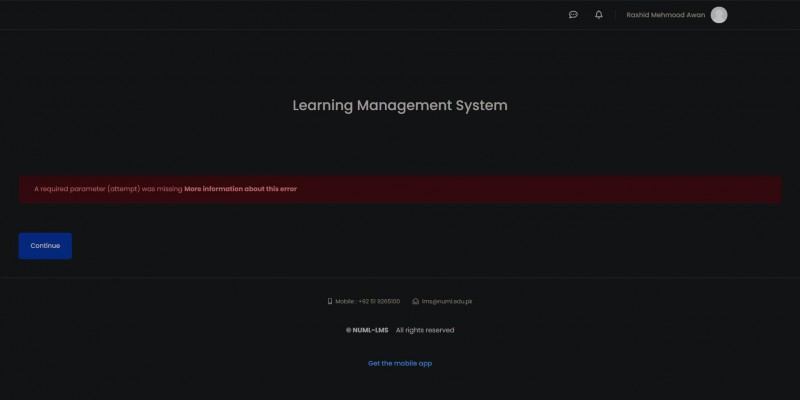 Rashid Mehmood Awan
Learning Management System
A required parameter (attempt) was missing More information about this error
Continue
Mobile : +92 51 9265100 lms@numl.edu.pk
© NUML-LMS All rights reserved
Get the mobile app